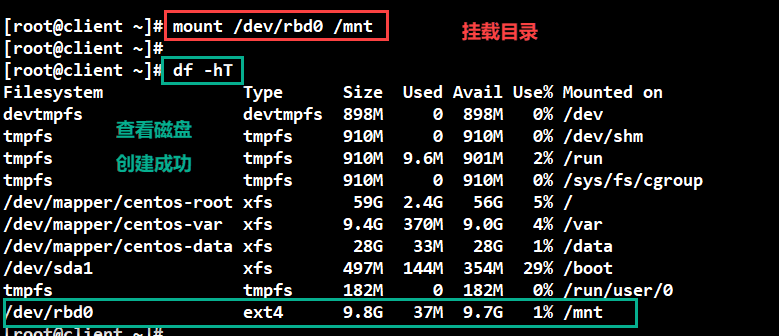 [root@client ~]# mount /dev/rbd0 /mnt 挂载目录
[root@client ~]#
[root@client ~]# df -hT
Filesystem Type Size Used Avail Use% Mounted on
devtmpfs devtmpfs 898M 0 898M 0% /dev
查看磁盘
tmpfs tmpfs 910M 0 910M 0% /dev/shm
tmpfs tmpfs 910M 9.6M 901M 2% /run
创建成功
tmpfs tmpfs 910M 0 910M 0% /sys/fs/cgroup
/dev/mapper/centos-root xfs 59G 2.4G 56G 5% /
/dev/mapper/centos-var xfs 9.4G 370M 9.0G 4% /var
/dev/mapper/centos-data xfs 28G 33M 28G 1% /data
/dev/sda1 xfs 497M 144M 354M 29% /boot
tmpfs tmpfs 182M 0 182M 0% /run/user/0
/dev/rbd0 ext4 9.8G 37M 9.7G 1% /mnt
[root@client ~]#